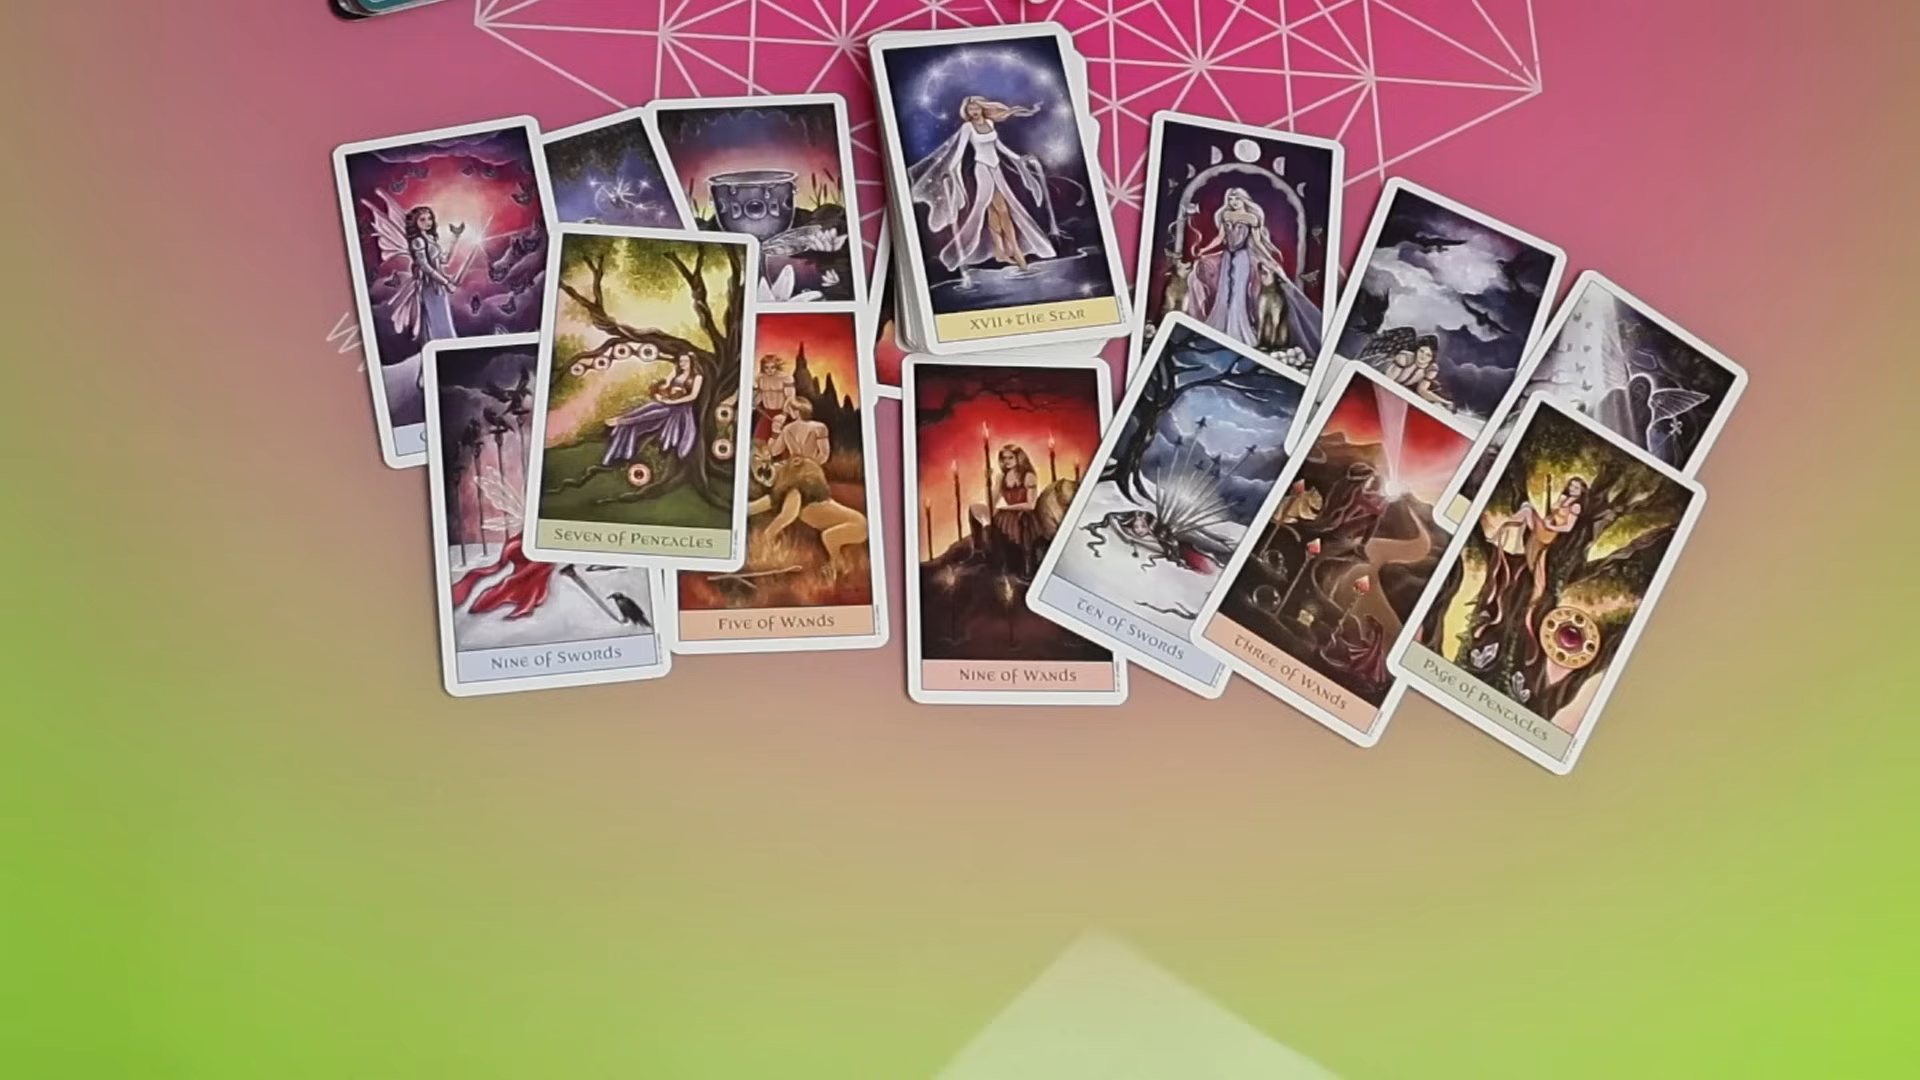 XVII ✦ The Star
Seven of Pentacles
Five of Wands
Nine of Swords
Nine of Wands
Ten of Swords
Three of Wands
Page of Pentacles